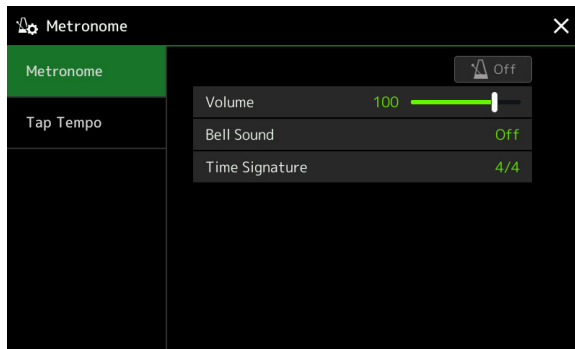 Metronome
Metronome
Tap Tempo
Off
Volume 100
Bell Sound Off
Time Signature 4/4